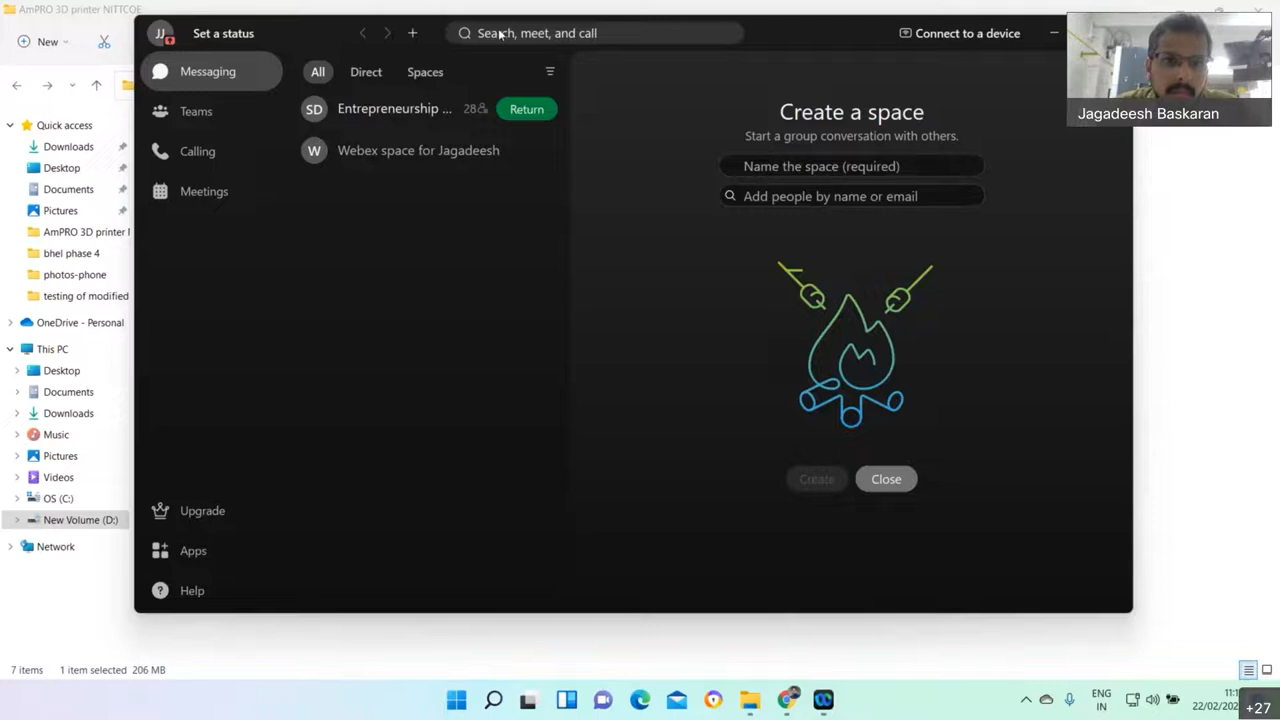 AmPRO 3D printer NITTCOE
New
JJ
Set a status
Search, meet, and call
Connect to a device
Jagadeesh Baskaran
Messaging
Teams
Calling
Meetings
Upgrade
Apps
Help
All
Direct
Spaces
SD
Entrepreneurship ...
28
Return
W
Webex space for Jagadeesh
Create a space
Start a group conversation with others.
Name the space (required)
Add people by name or email
Create
Close
Quick access
Downloads
Desktop
Documents
Pictures
AmPRO 3D printer
bhel phase 4
photos-phone
testing of modified
OneDrive - Personal
This PC
Desktop
Documents
Downloads
Music
Pictures
Videos
OS (C:)
New Volume (D:)
Network
7 items
1 item selected 206 MB
ENG
IN
22/02/
+27